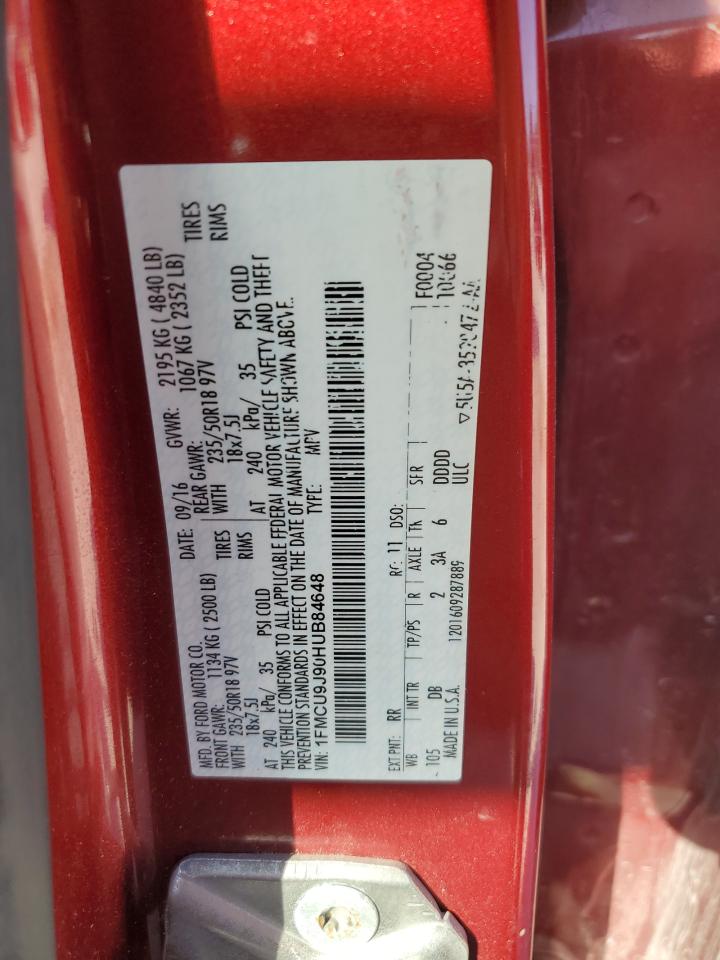 MFD. BY FORD MOTOR CO. DATE: 09/16 GVWR: 2195 KG ( 4840 LB)
FRONT GAWR: 1134 KG ( 2500 LB) REAR GAWR: 1067 KG ( 2352 LB)
WITH 235/50R18 97V TIRES WITH 235/50R18 97V TIRES
18x7.5J RIMS 18x7.5J RIMS
AT 240 kPa/ 35 PSI COLD AT 240 kPa/ 35 PSI COLD
THIS VEHICLE CONFORMS TO ALL APPLICABLE FEDERAL MOTOR VEHICLE SAFETY AND THEFT
PREVENTION STANDARDS IN EFFECT ON THE DATE OF MANUFACTURE SHOWN ABOVE.
VIN: 1FMCU9J90HUB84648 TYPE: MPV
EXT PNT: RR RC: 11 DSO: F0004
WB INT TR TP/PS R AXLE TR SPR 10066
105 DB 2 3A 6 DDDD
MADE IN U.S.A. 1201609287889 ULC